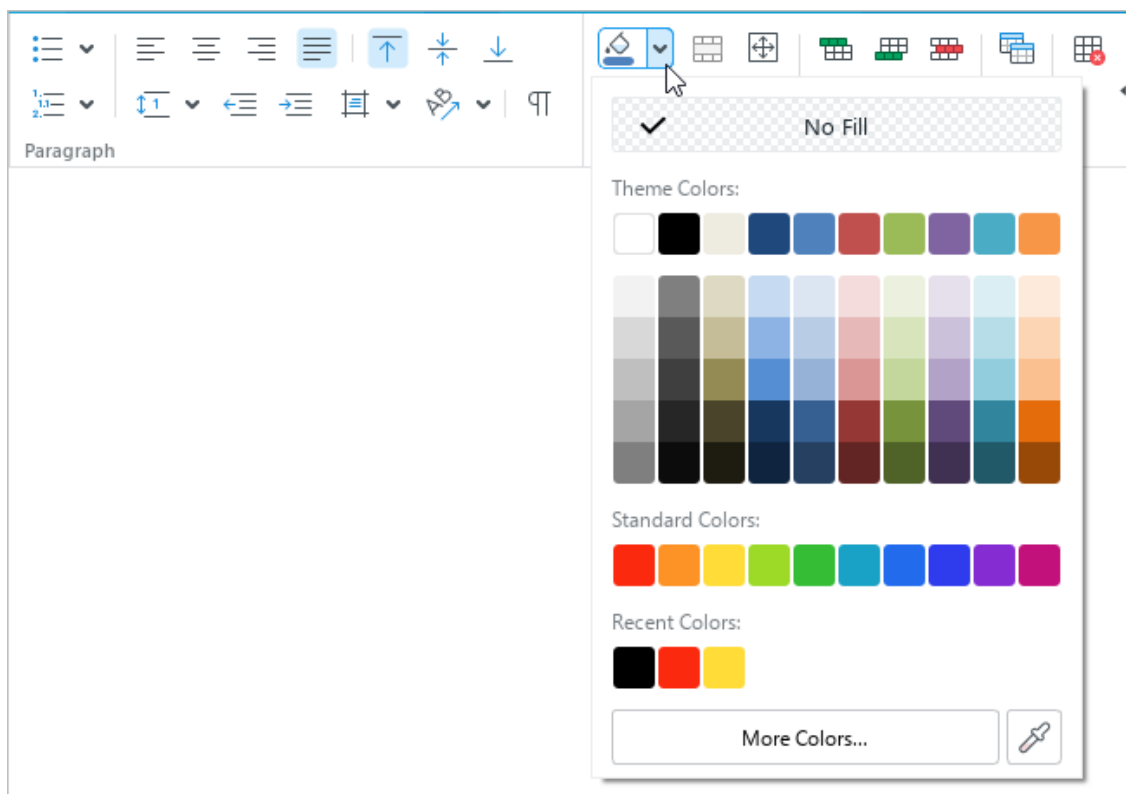 Paragraph
No Fill
Theme Colors:
Standard Colors:
Recent Colors:
More Colors...